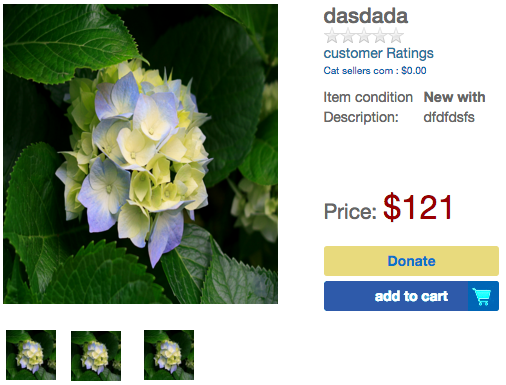 dasdada
customer Ratings
Cat sellers com : $0.00
Item condition New with
Description: dfdfdsfs
Price: $121
Donate
add to cart